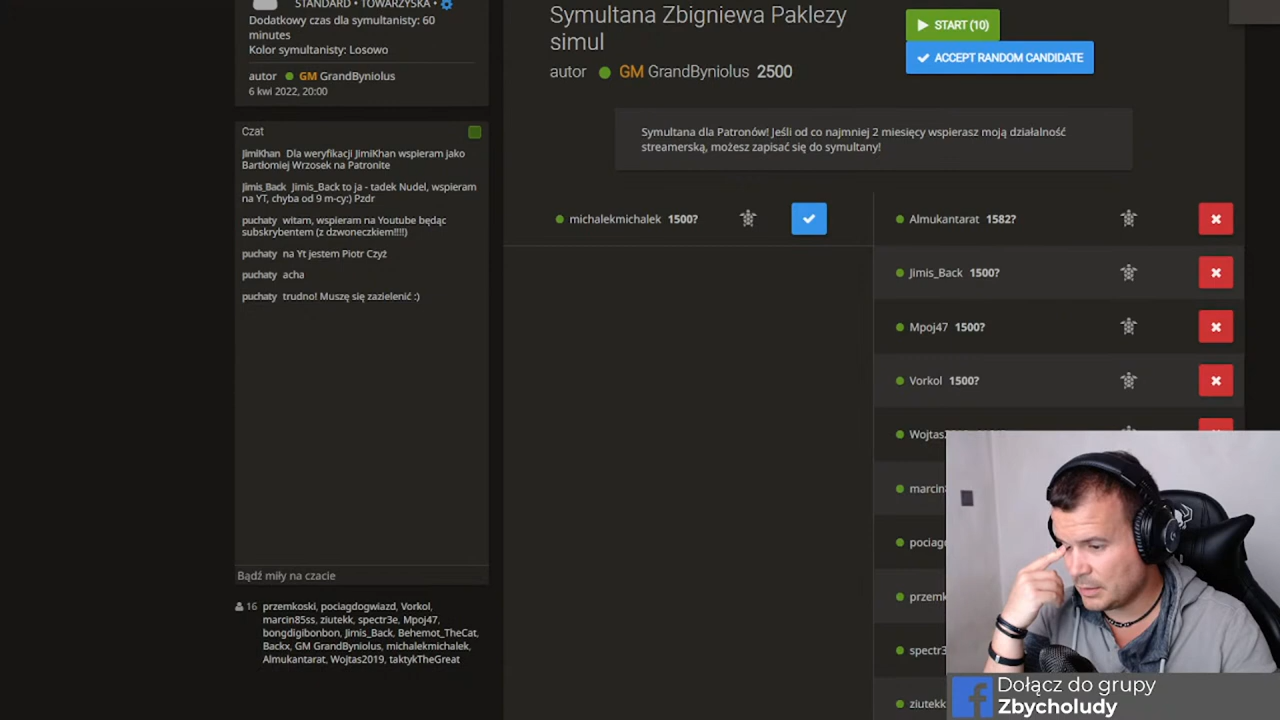 STANDARD • TOWARZYSKA •
Dodatkowy czas dla symultanisty: 60
minutes
Kolor symultanisty: Losowo
autor GM GrandByniolus
6 kwi 2022, 20:00
Czat
JimiKhan Dla weryfikacji JimiKhan wspieram jako
Bartłomiej Wrzosek na Patronite
Jimis_Back Jimis_Back to ja - tadek Nudel, wspieram
na YT, chyba od 9 m-cy:) Pzdr
puchaty witam, wspieram na Youtube będąc
subskrybentem (z dzwoneczkiem!!!!)
puchaty na Yt jestem Piotr Czyż
puchaty acha
puchaty trudno! Muszę się zazielenić :)
Bądź miły na czacie
16 przemkoski, pociagdogwiazd, Vorkol,
marcin85ss, ziutekk, spectr3e, Mpoj47,
bongdigibonbon, Jimis_Back, Behemot_TheCat,
Backx, GM GrandByniolus, michalekmichalek,
Almukantarat, Wojtas2019, taktykTheGreat
Symultana Zbigniewa Paklezy
simul
autor GM GrandByniolus 2500
START (10)
ACCEPT RANDOM CANDIDATE
Symultana dla Patronów! Jeśli od co najmniej 2 miesięcy wspierasz moją działalność
streamerską, możesz zapisać się do symultany!
michalekmichalek 1500?
Almukantarat 1582?
Jimis_Back 1500?
Mpoj47 1500?
Vorkol 1500?
Wojtas
marcin8
pociagd
przemk
spectr3
ziutekk
Dołącz do grupy
Zbycholudy